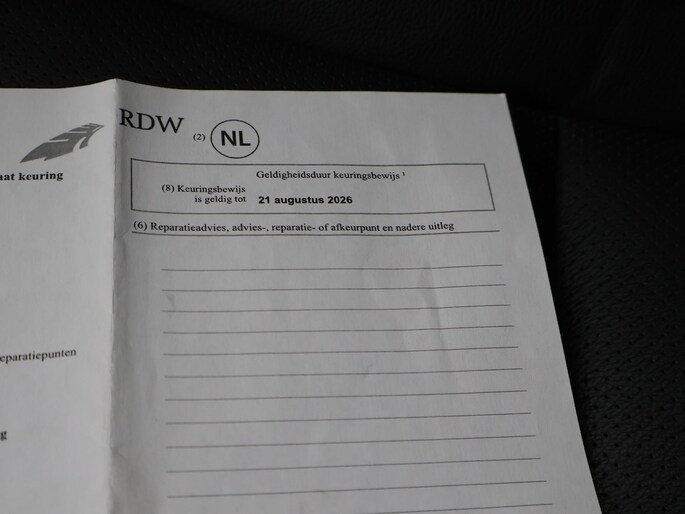 RDW (2) NL
aat keuring
Geldigheidsduur keuringsbewijs ¹
(8) Keuringsbewijs
is geldig tot 21 augustus 2026
(6) Reparatieadvies, advies-, reparatie- of afkeurpunt en nadere uitleg
eparatiepunten
g